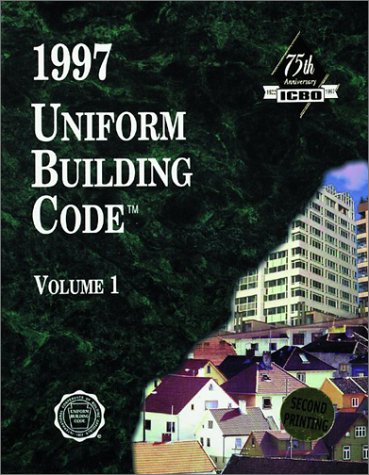 1997
UNIFORM
BUILDING
CODE™
VOLUME 1
75th
Anniversary
1922 ICBO 1997
UNIFORM
BUILDING
CODE
®
SECOND
PRINTING